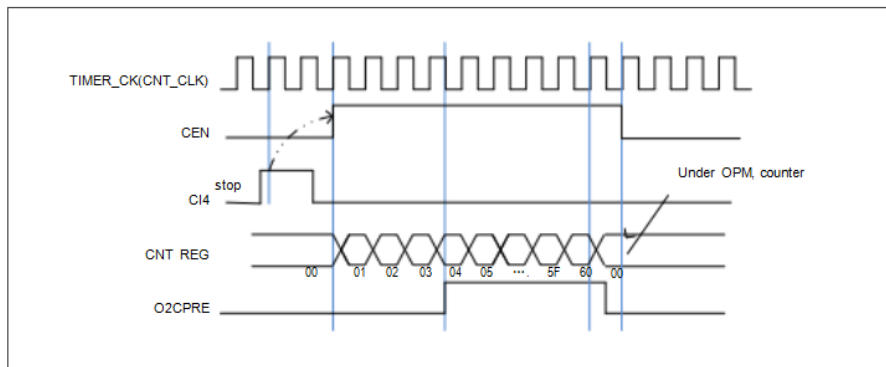 TIMER_CK(CNT_CLK)
CEN
stop
CI4
Under OPM, counter
CNT REG
00 01 02 03 04 05 .... 5F 60 00
O2CPRE